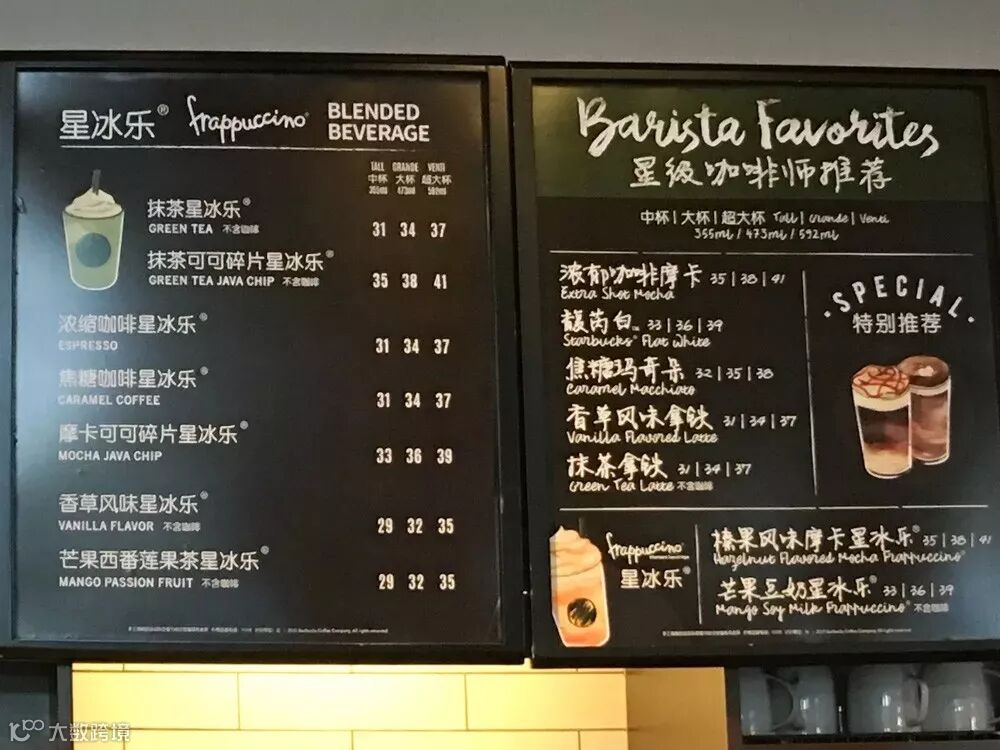 星冰乐® frappuccino® BLENDED BEVERAGE
TALL GRANDE VENTI
中杯 大杯 超大杯
355ml 473ml 592ml
抹茶星冰乐®
GREEN TEA 不含咖啡 31 34 37
抹茶可可碎片星冰乐®
GREEN TEA JAVA CHIP 不含咖啡 35 38 41
浓缩咖啡星冰乐®
ESPRESSO 31 34 37
焦糖咖啡星冰乐®
CARAMEL COFFEE 31 34 37
摩卡可可碎片星冰乐®
MOCHA JAVA CHIP 33 36 39
香草风味星冰乐®
VANILLA FLAVOR 不含咖啡 29 32 35
芒果西番莲果茶星冰乐®
MANGO PASSION FRUIT 不含咖啡 29 32 35
Barista Favorites
星级咖啡师推荐
中杯 | 大杯 | 超大杯 Tall | Grande | Venti
355ml / 473ml / 592ml
浓郁咖啡摩卡 35 | 38 | 41
Extra Shot Mocha
馥芮白™ 33 | 36 | 39
Starbucks® Flat White
焦糖玛奇朵 32 | 35 | 38
Caramel Macchiato
香草风味拿铁 31 | 34 | 37
Vanilla Flavored Latte
抹茶拿铁 31 | 34 | 37
Green Tea Latte 不含咖啡
·SPECIAL·
特别推荐
frappuccino®
星冰乐®
榛果风味摩卡星冰乐® 35 | 38 | 41
Hazelnut Flavored Mocha Frappuccino®
芒果豆奶星冰乐® 33 | 36 | 39
Mango Soy Milk Frappuccino® 不含咖啡
大数跨境